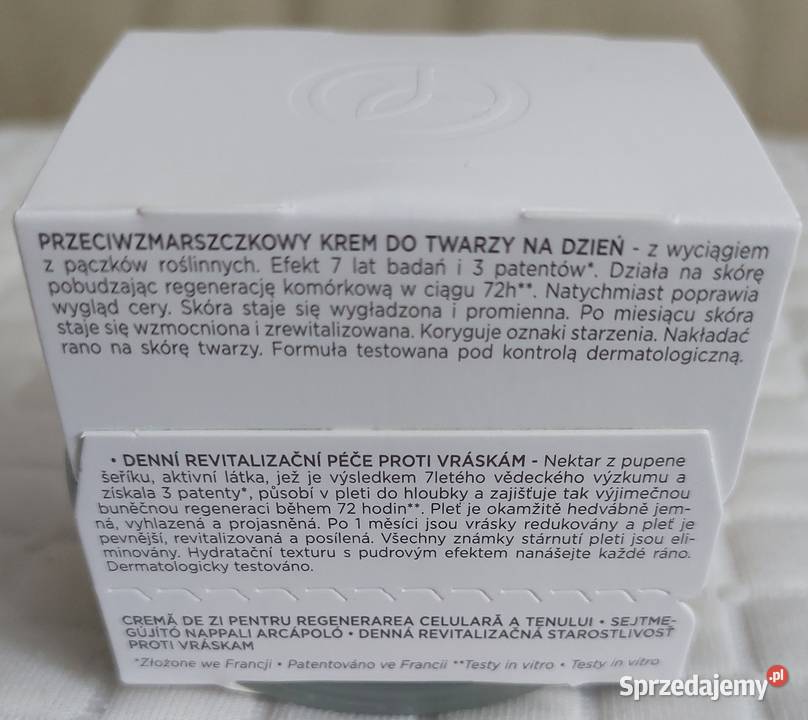 PRZECIWZMARSZCZKOWY KREM DO TWARZY NA DZIEŃ - z wyciągiem
z pączków roślinnych. Efekt 7 lat badań i 3 patentów*. Działa na skórę
pobudzając regenerację komórkową w ciągu 72h**. Natychmiast poprawia
wygląd cery. Skóra staje się wygładzona i promienna. Po miesiącu skóra
staje się wzmocniona i zrewitalizowana. Koryguje oznaki starzenia. Nakładać
rano na skórę twarzy. Formuła testowana pod kontrolą dermatologiczną.
• DENNÍ REVITALIZAČNÍ PÉČE PROTI VRÁSKÁM - Nektar z pupene
šeříku, aktivní látka, jež je výsledkem 7letého vědeckého výzkumu a
získala 3 patenty*, působí v pleti do hloubky a zajišťuje tak výjimečnou
buněčnou regeneraci během 72 hodin**. Pleť je okamžitě hedvábně jem-
ná, vyhlazená a projasněná. Po 1 měsíci jsou vrásky redukovány a pleť je
pevnější, revitalizovaná a posílená. Všechny známky stárnutí pleti jsou eli-
minovány. Hydratační texturu s pudrovým efektem nanášejte každé ráno.
Dermatologicky testováno.
CREMĂ DE ZI PENTRU REGENERAREA CELULARĂ A TENULUI • SEJTME-
GÚJÍTÓ NAPPALI ARCÁPOLÓ • DENNÁ REVITALIZAČNÁ STAROSTLIVOSŤ
PROTI VRÁSKAM
*Złożone we Francji • Patentováno ve Francii **Testy in vitro • Testy in vitro
Sprzedajemy.pl